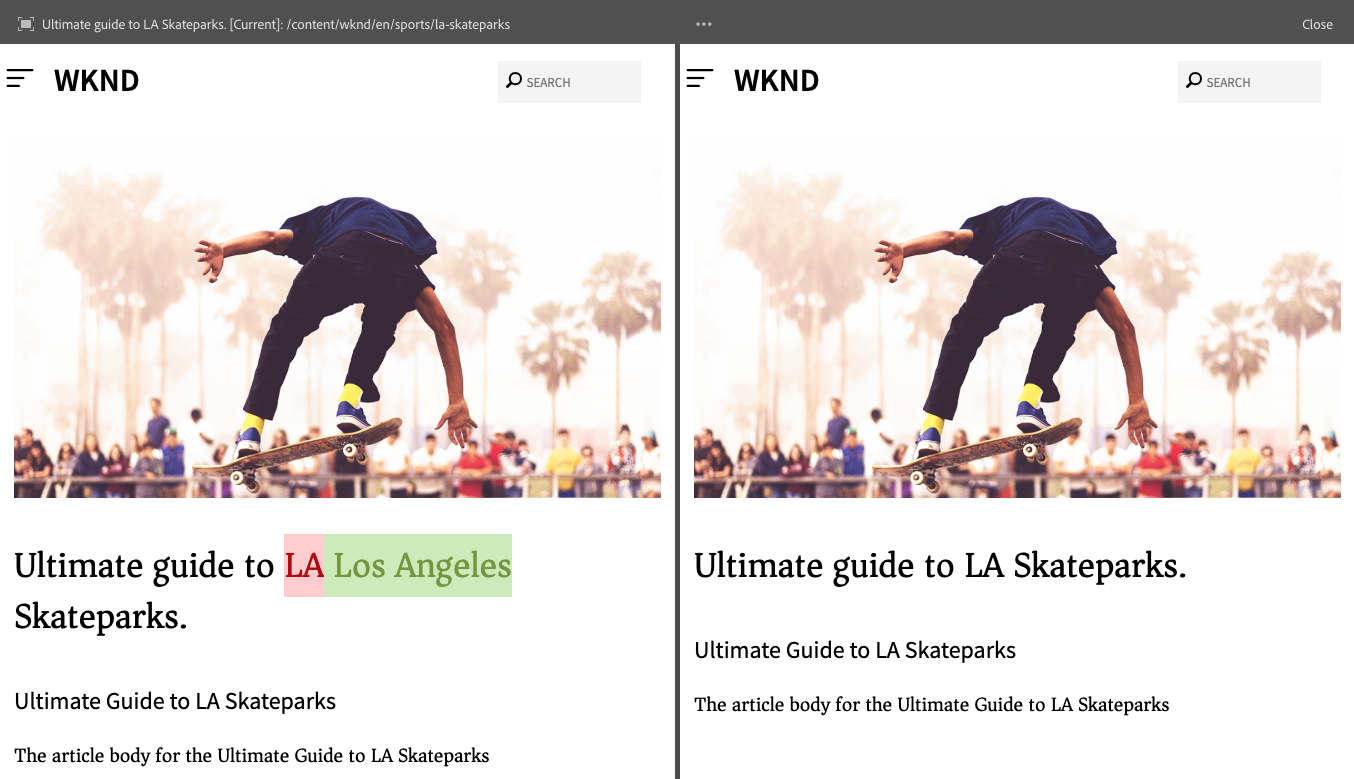 Ultimate guide to LA Skateparks. [Current]: /content/wknd/en/sports/la-skateparks
Close
WKND
SEARCH
Ultimate guide to LA Los Angeles
Skateparks.
Ultimate Guide to LA Skateparks
The article body for the Ultimate Guide to LA Skateparks
WKND
SEARCH
Ultimate guide to LA Skateparks.
Ultimate Guide to LA Skateparks
The article body for the Ultimate Guide to LA Skateparks